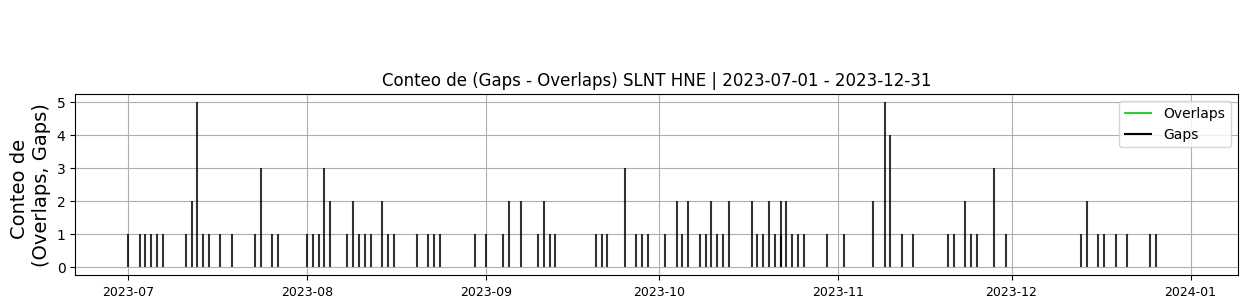 Conteo de (Gaps - Overlaps) SLNT HNE | 2023-07-01 - 2023-12-31
Conteo de
(Overlaps, Gaps)
5
4
3
2
1
0
Overlaps
Gaps
2023-07
2023-08
2023-09
2023-10
2023-11
2023-12
2024-01